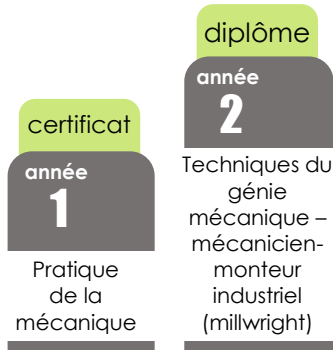 certificat
année
1
Pratique
de la
mécanique
diplôme
année
2
Techniques du
génie
mécanique –
mécanicien-
monteur
industriel
(millwright)